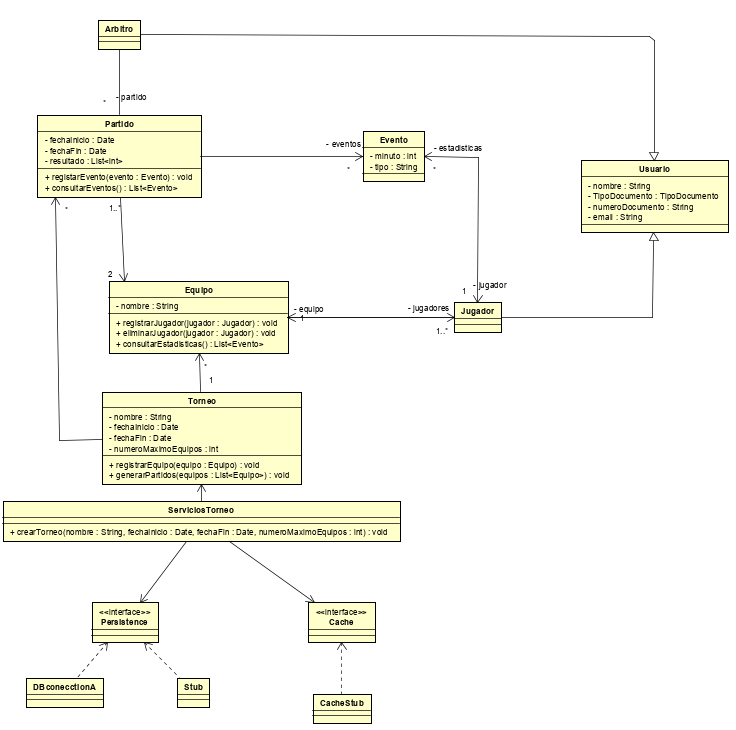 Arbitro
*
- partido
Partido
- fechaInicio : Date
- fechaFin : Date
- resultado : List<int>
+ registrarEvento(evento : Evento) : void
+ consultarEventos() : List<Evento>
- eventos
*
Evento
- minuto : int
- tipo : String
- estadisticas
*
Usuario
- nombre : String
- TipoDocumento : TipoDocumento
- numeroDocumento : String
- email : String
*
1..*
2
Equipo
- nombre : String
+ registrarJugador(jugador : Jugador) : void
+ eliminarJugador(jugador : Jugador) : void
+ consultarEstadisticas() : List<Evento>
- equipo
1
- jugadores
1..*
1
- jugador
Jugador
*
1
Torneo
- nombre : String
- fechaInicio : Date
- fechaFin : Date
- numeroMaximoEquipos : int
+ registrarEquipo(equipo : Equipo) : void
+ generarPartidos(equipos : List<Equipo>) : void
ServiciosTorneo
+ crearTorneo(nombre : String, fechaInicio : Date, fechaFin : Date, numeroMaximoEquipos : int) : void
<<interface>>
Persistence
<<interface>>
Cache
DBconecctionA
Stub
CacheStub